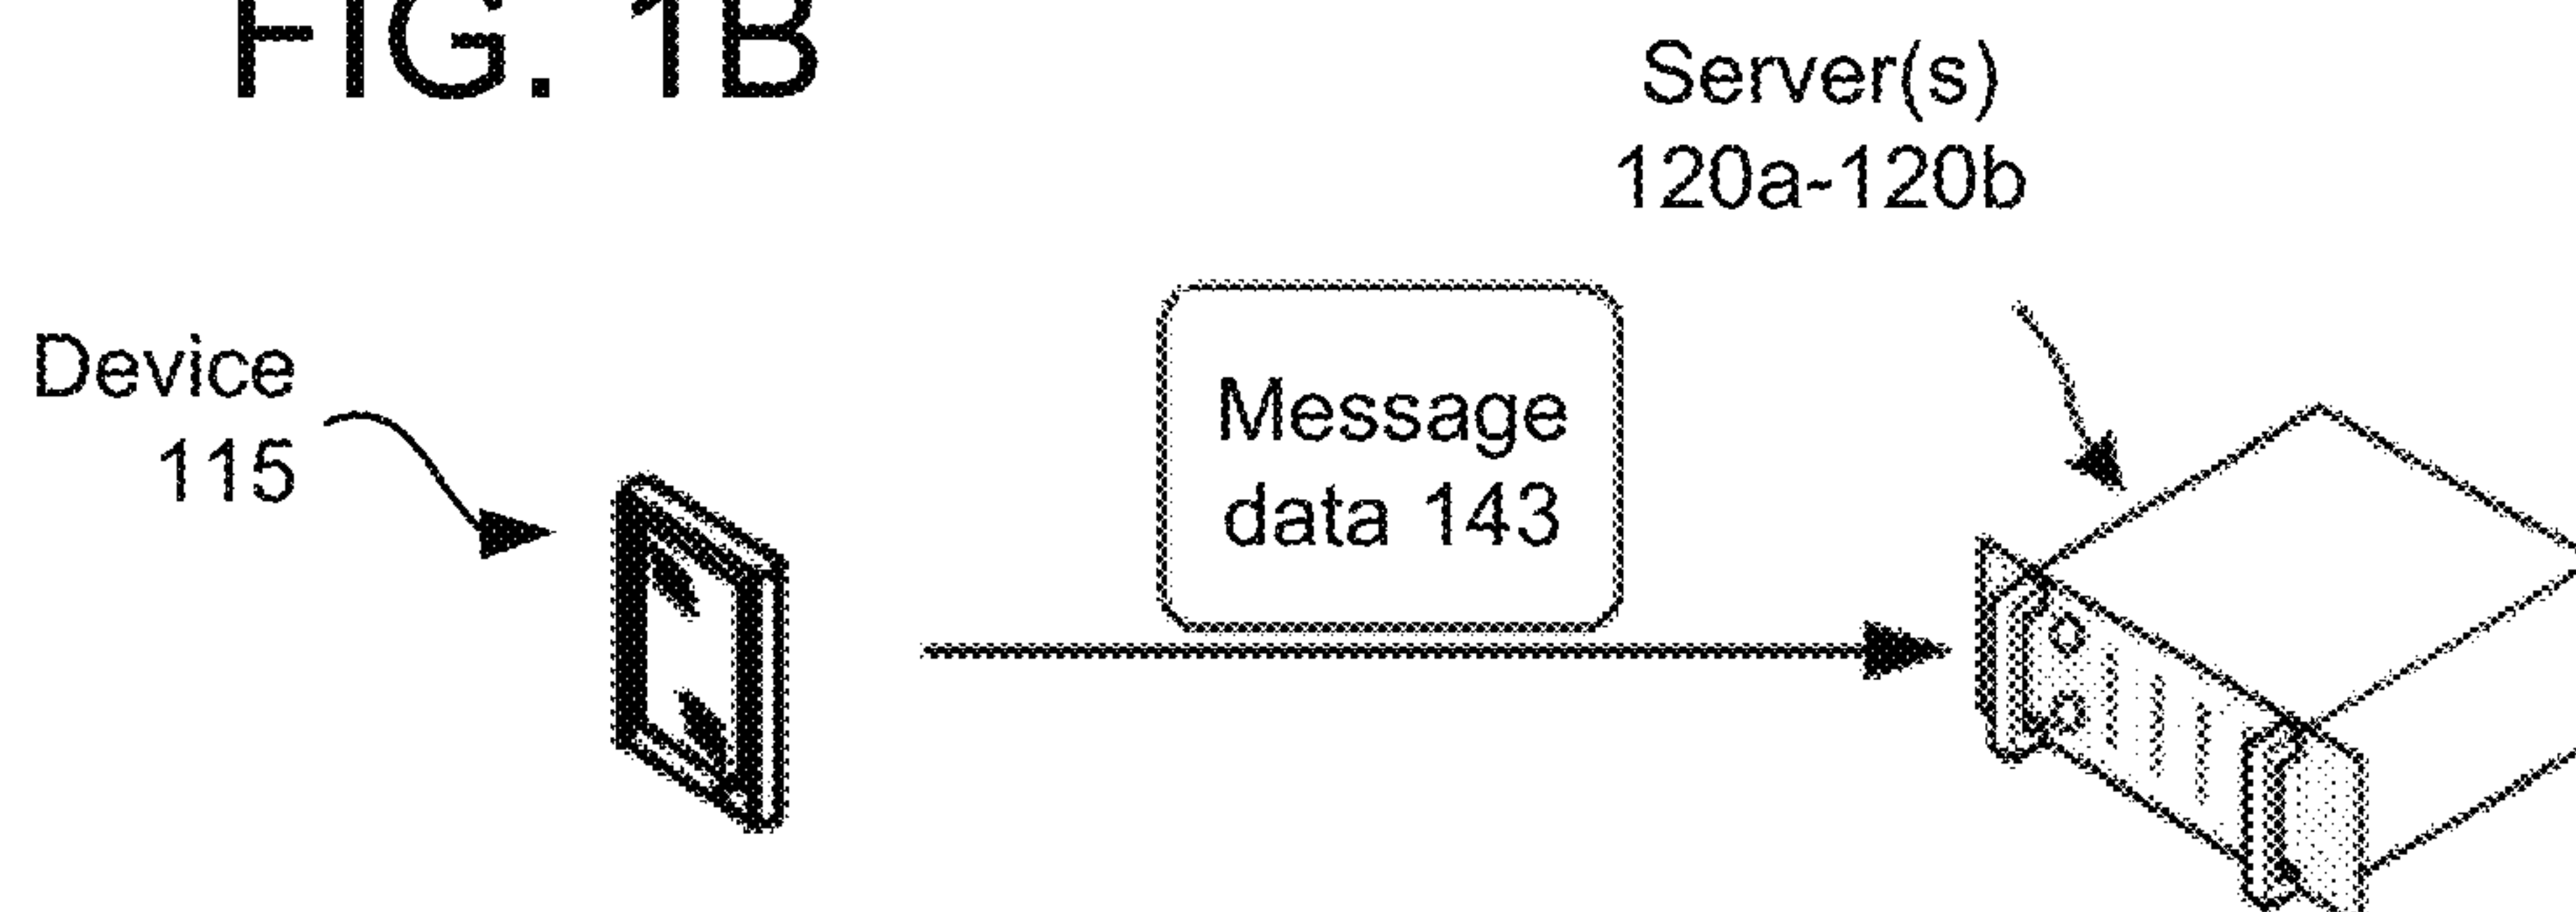 FIG. 1B
Server(s)
120a-120b
Device
115
Message
data 143